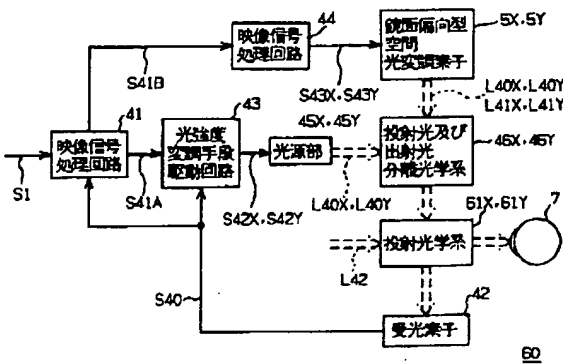 44
映像信号
処理回路
鏡面偏向型
空間
光変調素子
5X,5Y
S41B
S43X,S43Y
L40X,L40Y
L41X,L41Y
41
43
45X,45Y
映像信号
処理回路
光強度
変調手段
駆動回路
光源部
投射光及び
出射光
分離光学系
46X,46Y
S1
S41A
S42X,S42Y
L40X,L40Y
61X,61Y
7
投射光学系
L42
S40
42
受光素子
60